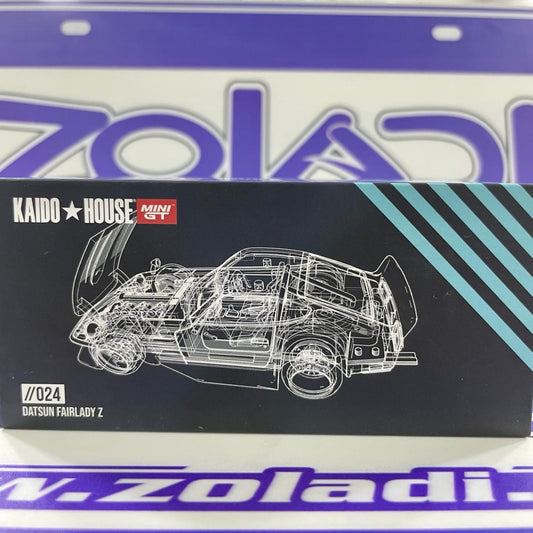 ZOLADI
KAIDO★HOUSE MINI GT
//024
DATSUN FAIRLADY Z
w.zoladi.